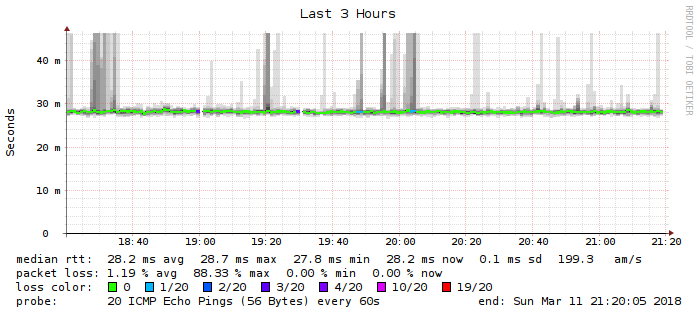 Last 3 Hours
RRDTOOL / TOBI OETIKER
Seconds
40 m
30 m
20 m
10 m
0
18:40 19:00 19:20 19:40 20:00 20:20 20:40 21:00 21:20
median rtt: 28.2 ms avg 28.7 ms max 27.8 ms min 28.2 ms now 0.1 ms sd 199.3 am/s
packet loss: 1.19 % avg 88.33 % max 0.00 % min 0.00 % now
loss color: 0 1/20 2/20 3/20 4/20 10/20 19/20
probe: 20 ICMP Echo Pings (56 Bytes) every 60s end: Sun Mar 11 21:20:05 2018